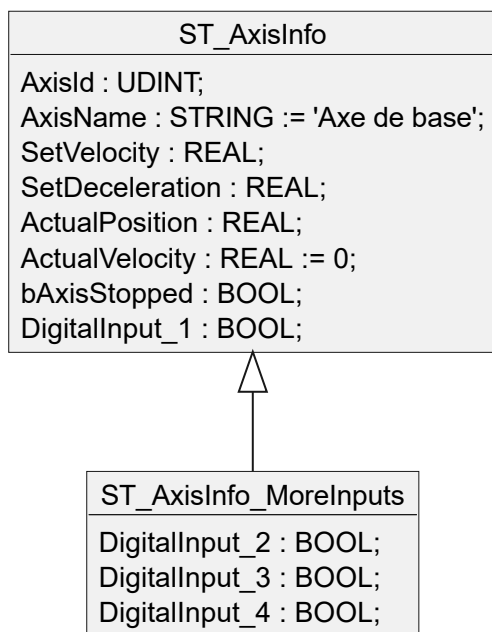 ST_AxisInfo
AxisId : UDINT;
AxisName : STRING := 'Axe de base';
SetVelocity : REAL;
SetDeceleration : REAL;
ActualPosition : REAL;
ActualVelocity : REAL := 0;
bAxisStopped : BOOL;
DigitalInput_1 : BOOL;
ST_AxisInfo_MoreInputs
DigitalInput_2 : BOOL;
DigitalInput_3 : BOOL;
DigitalInput_4 : BOOL;